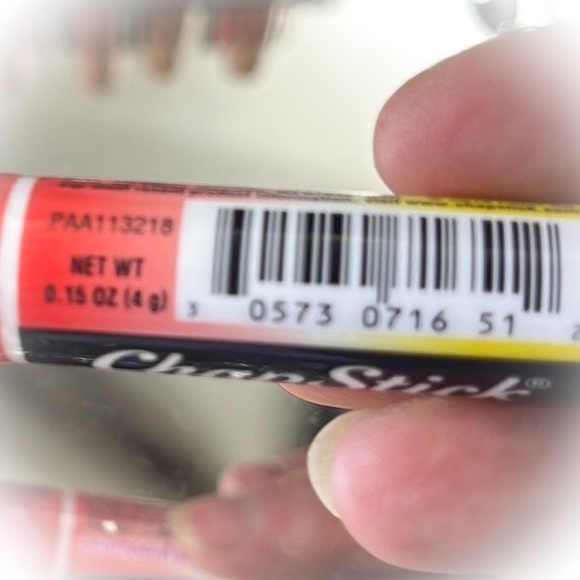 PAA113218
NET WT
0.15 OZ (4 g)
3 0573 0716 51 2
ChapStick®